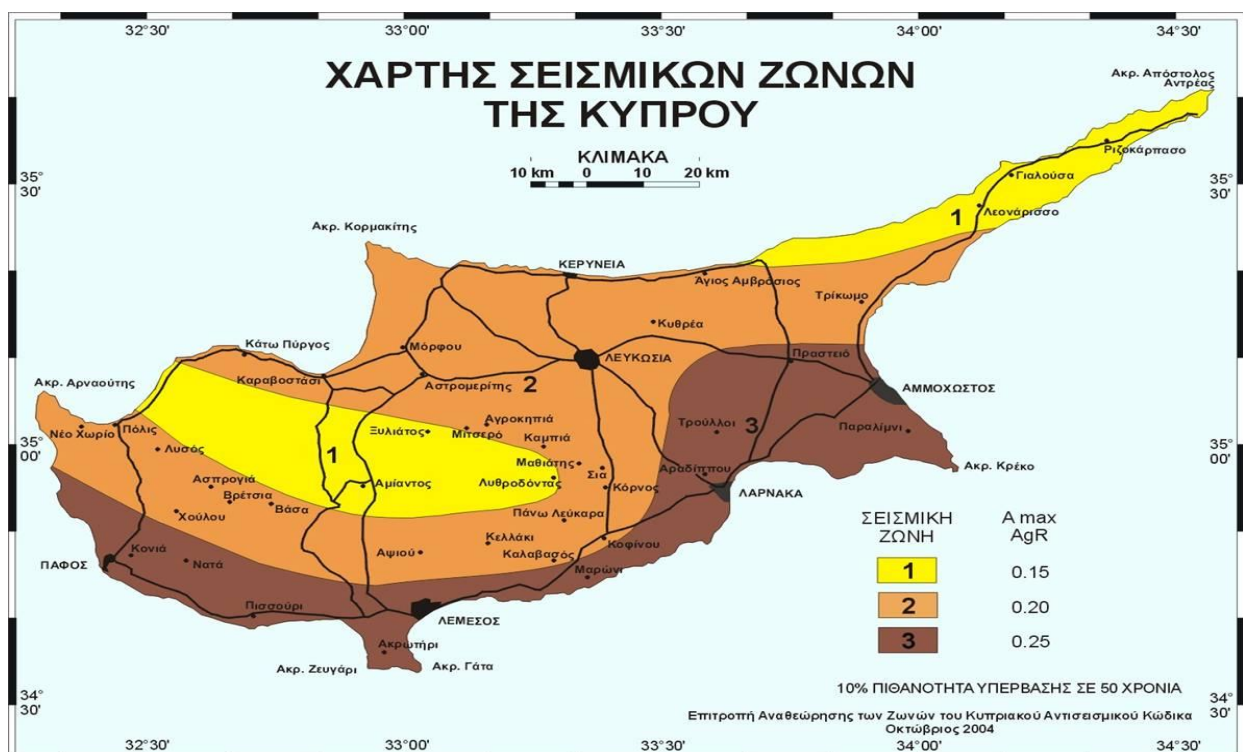 32°30'
33°00'
33°30'
34°00'
34°30'
ΧΑΡΤΗΣ ΣΕΙΣΜΙΚΩΝ ΖΩΝΩΝ
ΤΗΣ ΚΥΠΡΟΥ
ΚΛΙΜΑΚΑ
10 km 0 10 20 km
Ακρ. Απόστολος
Αντρέας
Ριζοκάρπασο
35°
30'
35°
30'
Γιαλούσα
Λεονάρισσο
1
Ακρ. Κορμακίτης
ΚΕΡΥΝΕΙΑ
Άγιος Αμβρόσιος
Τρίκωμο
Κυθρέα
Κάτω Πύργος
Μόρφου
ΛΕΥΚΩΣΙΑ
Πραστειό
Καραβοστάσι
Αστρομερίτης
2
Ακρ. Αρναούτης
ΑΜΜΟΧΩΣΤΟΣ
Νέο Χωριό
Πόλις
Ξυλιάτος
Αγροκηπιά
Μιτσερό
Καμπιά
Τρούλλοι
3
Παραλίμνι
35°
00'
35°
00'
Λυσός
1
Μαθιάτης
Σια
Αραδίππου
Ακρ. Κρέκο
Ασπρογιά
Αμίαντος
Λυθροδόντας
Κόρνος
ΛΑΡΝΑΚΑ
Βρέτσια
Βάσα
Χούλου
Πάνω Λεύκαρα
Κελλάκι
Κοφίνου
Αψιού
Καλαβασός
Μαρώνι
Κονιά
ΠΑΦΟΣ
Νατά
Πισσούρι
ΛΕΜΕΣΟΣ
Ακρωτήρι
Ακρ. Ζευγάρι
Ακρ. Γάτα
ΣΕΙΣΜΙΚΗ
ΖΩΝΗ
A max
AgR
1 0.15
2 0.20
3 0.25
34°
30'
34°
30'
10% ΠΙΘΑΝΟΤΗΤΑ ΥΠΕΡΒΑΣΗΣ ΣΕ 50 ΧΡΟΝΙΑ
Επιτροπή Αναθεώρησης των Ζωνών του Κυπριακού Αντισεισμικού Κώδικα
Οκτώβριος 2004
32°30'
33°00'
33°30'
34°00'
34°30'